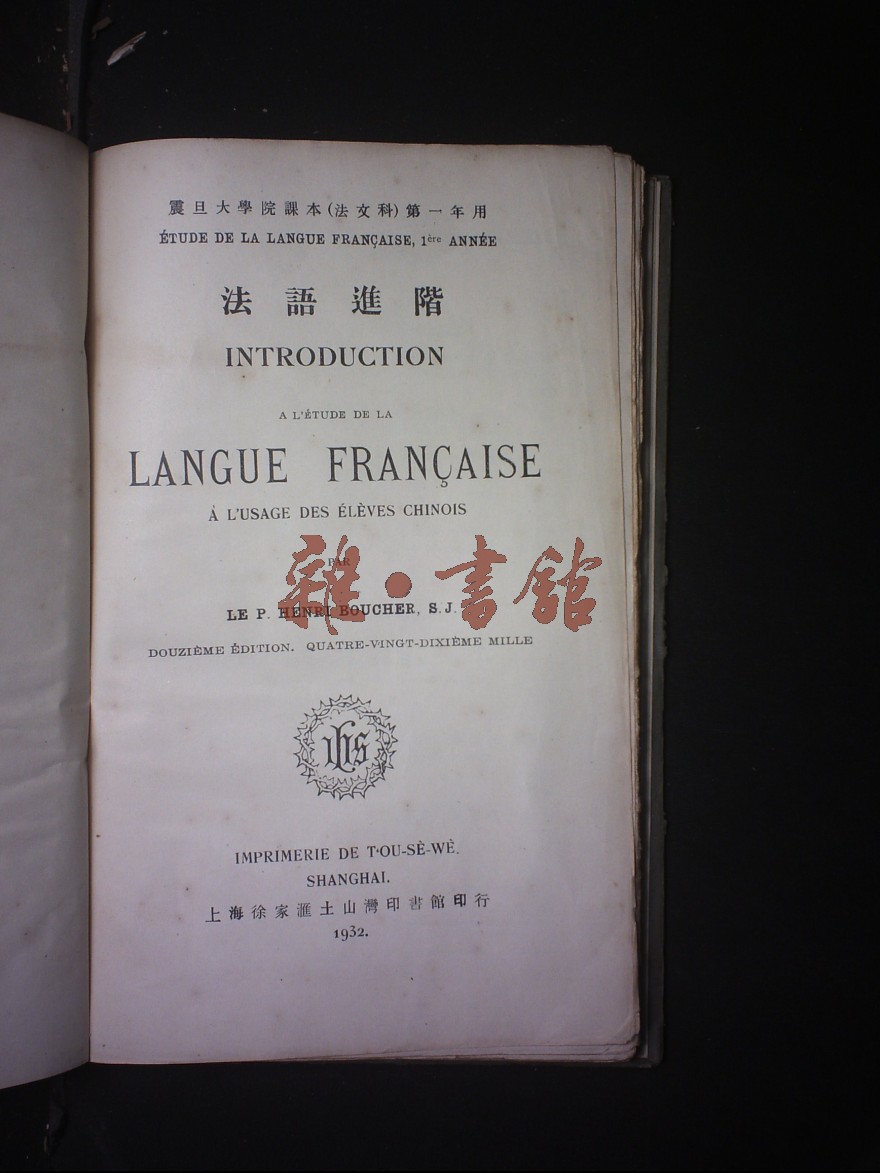 震旦大學院課本(法文科)第一年用
ÉTUDE DE LA LANGUE FRANÇAISE, 1ère ANNÉE
法語進階
INTRODUCTION
A L'ÉTUDE DE LA
LANGUE FRANÇAISE
À L'USAGE DES ÉLÈVES CHINOIS
PAR
雜·書館
LE P. HENRI BOUCHER, S.J.
DOUZIÈME ÉDITION. QUATRE-VINGT-DIXIÈME MILLE
IHS
IMPRIMERIE DE T'OU-SÈ-WÈ.
SHANGHAI.
上海徐家滙土山灣印書館印行
1932.